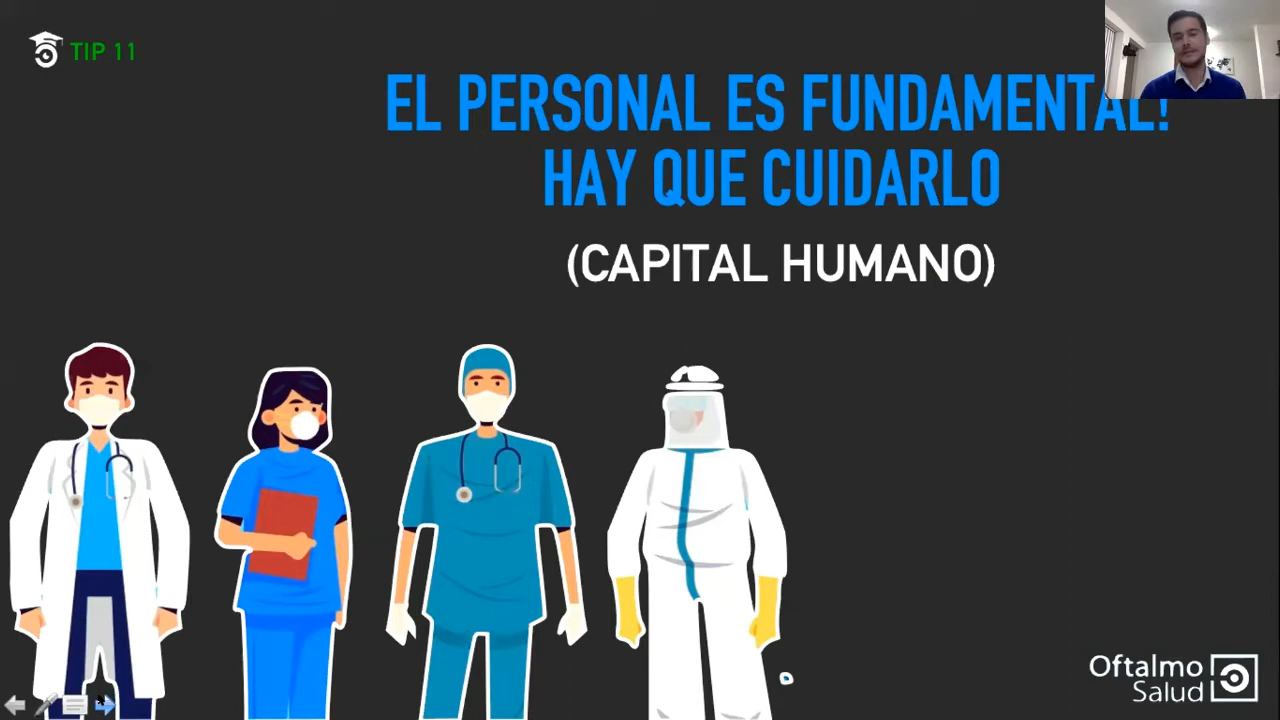 TIP 11
EL PERSONAL ES FUNDAMENTAL!
HAY QUE CUIDARLO
(CAPITAL HUMANO)
Oftalmo
Salud